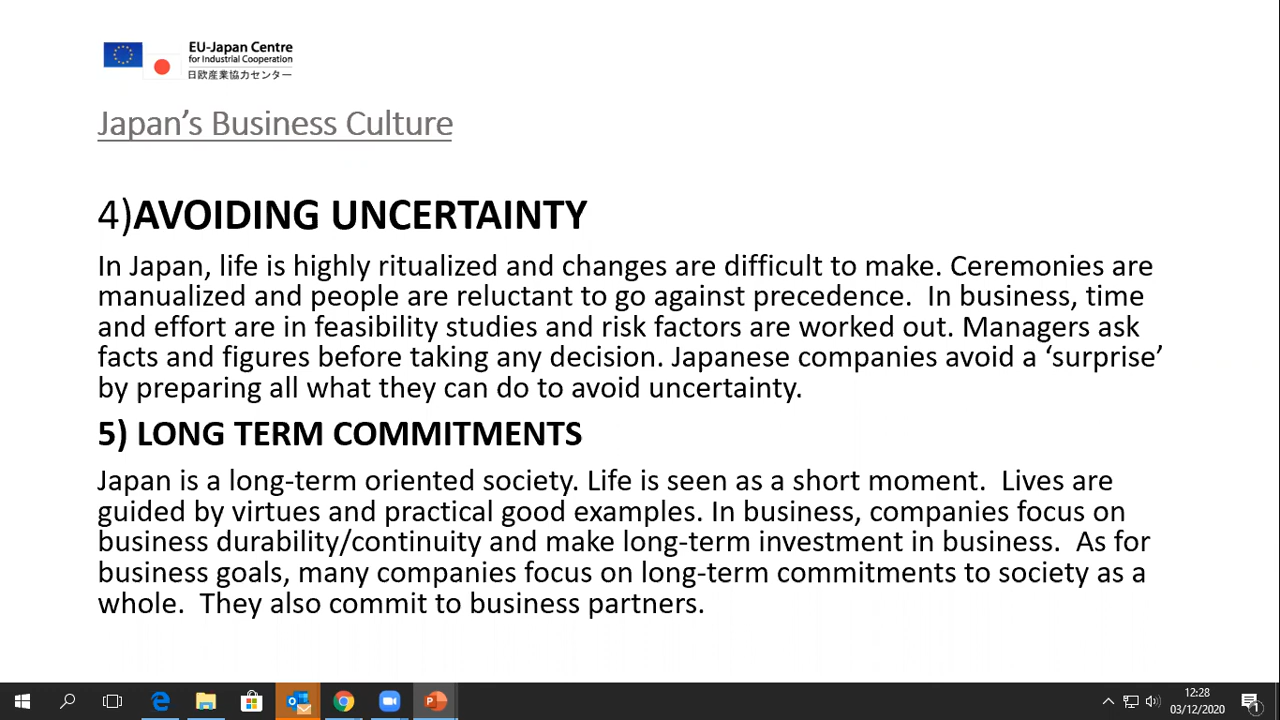 EU-Japan Centre
for Industrial Cooperation
日欧産業協力センター
Japan’s Business Culture
4)AVOIDING UNCERTAINTY
In Japan, life is highly ritualized and changes are difficult to make. Ceremonies are
manualized and people are reluctant to go against precedence.  In business, time
and effort are in feasibility studies and risk factors are worked out. Managers ask
facts and figures before taking any decision. Japanese companies avoid a ‘surprise’
by preparing all what they can do to avoid uncertainty.
5) LONG TERM COMMITMENTS
Japan is a long-term oriented society. Life is seen as a short moment.  Lives are
guided by virtues and practical good examples. In business, companies focus on
business durability/continuity and make long-term investment in business.  As for
business goals, many companies focus on long-term commitments to society as a
whole.  They also commit to business partners.
12:28
03/12/2020
1